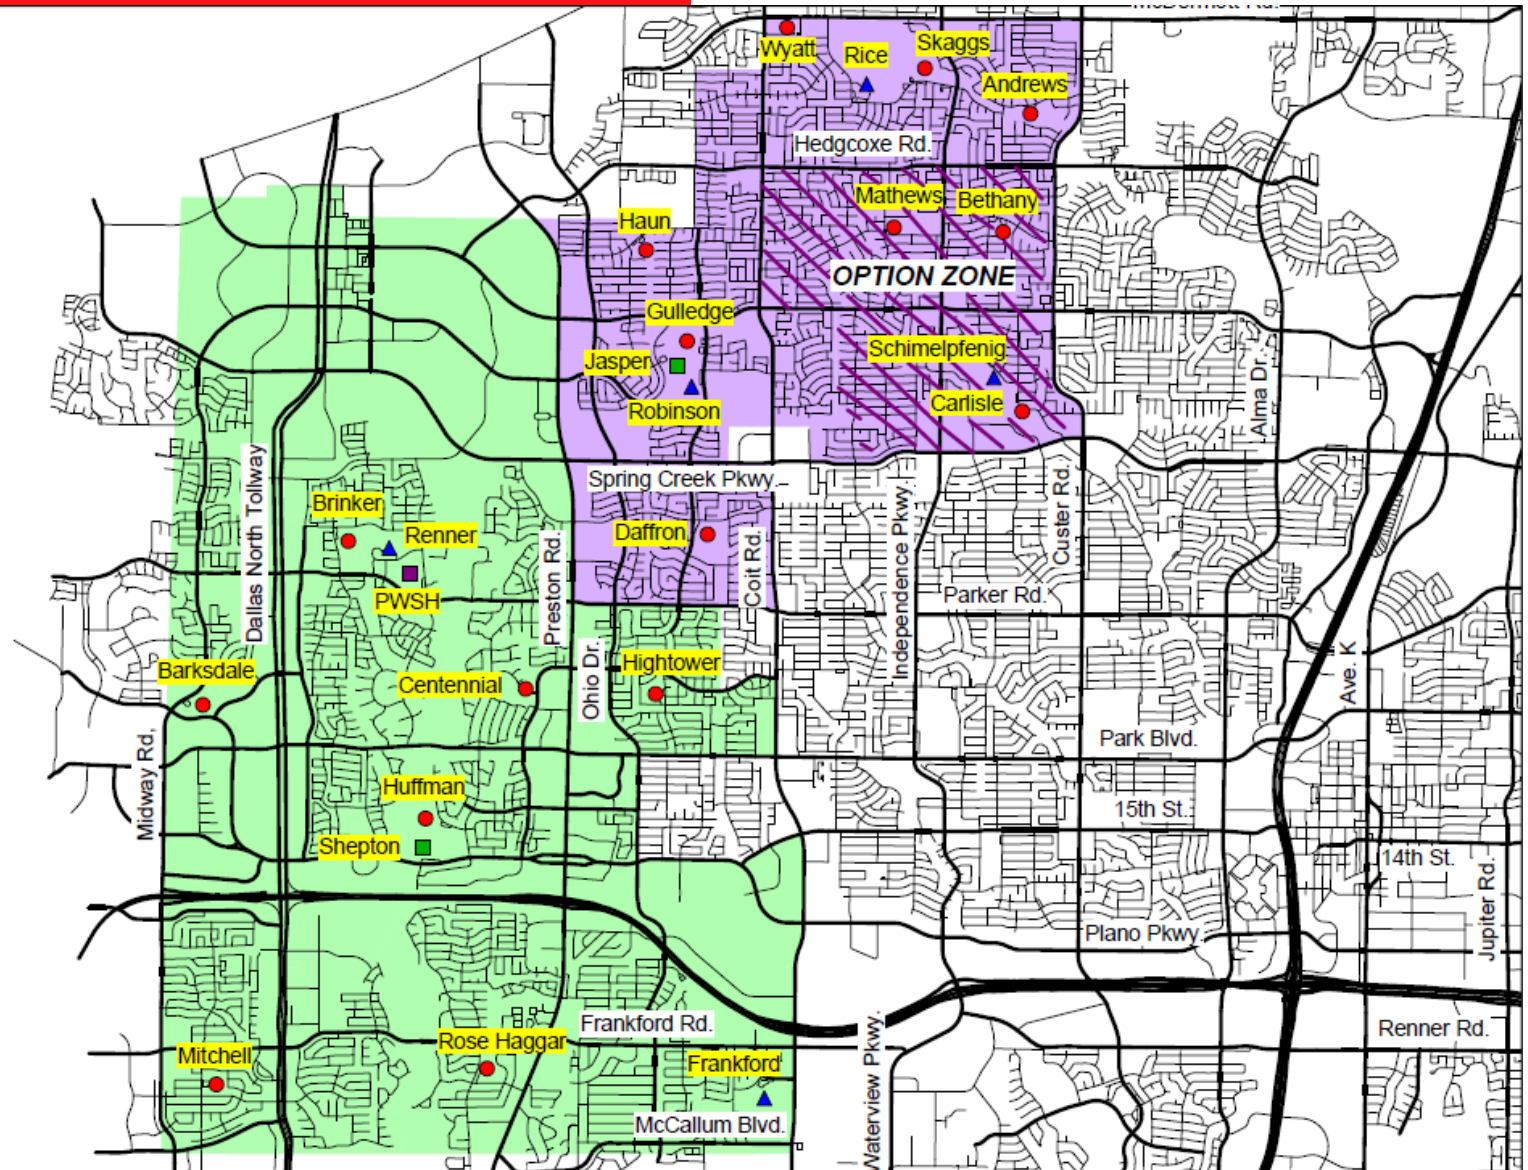 McDermott Rd.
Wyatt
Rice
Skaggs
Andrews
Hedgcoxe Rd.
Mathews
Bethany
Haun
OPTION ZONE
Gulledge
Jasper
Schimelpfenig
Robinson
Carlisle
Alma Dr.
Spring Creek Pkwy.
Dallas North Tollway
Brinker
Renner
Daffron
PWSH
Preston Rd.
Coit Rd.
Independence Pkwy.
Custer Rd.
Parker Rd.
Barksdale
Centennial
Ohio Dr.
Hightower
Ave. K
Park Blvd.
Midway Rd,
Huffman
15th St.
Shepton
14th St.
Jupiter Rd.
Plano Pkwy.
Frankford Rd.
Renner Rd.
Mitchell
Rose Haggar
Frankford
Waterview Pkwy.
McCallum Blvd.